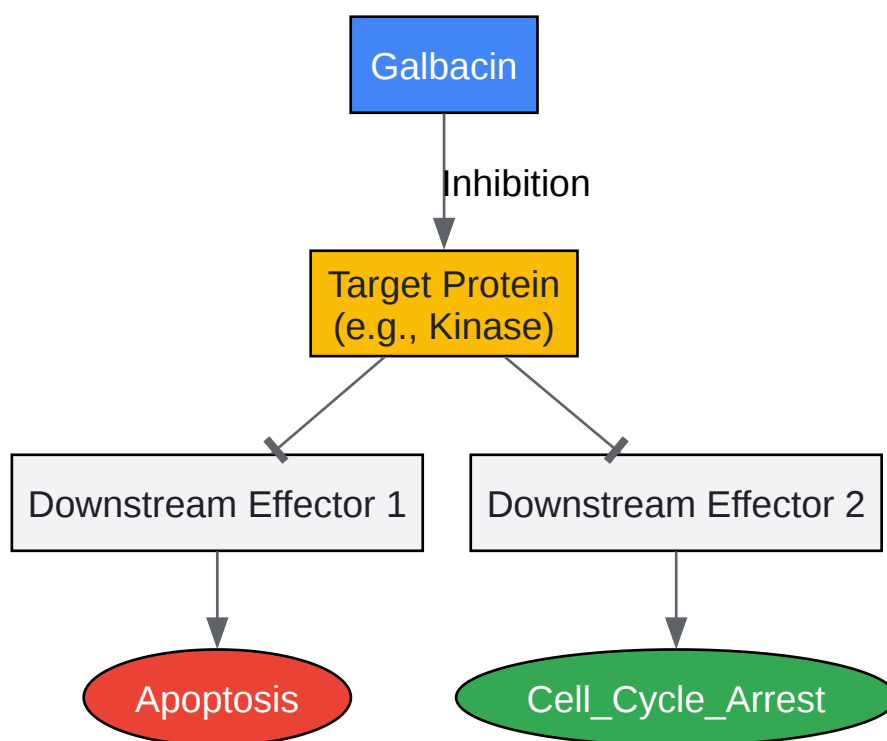 Galbacin
Inhibition
Target Protein
(e.g., Kinase)
Downstream Effector 1
Downstream Effector 2
Apoptosis
Cell_Cycle_Arrest